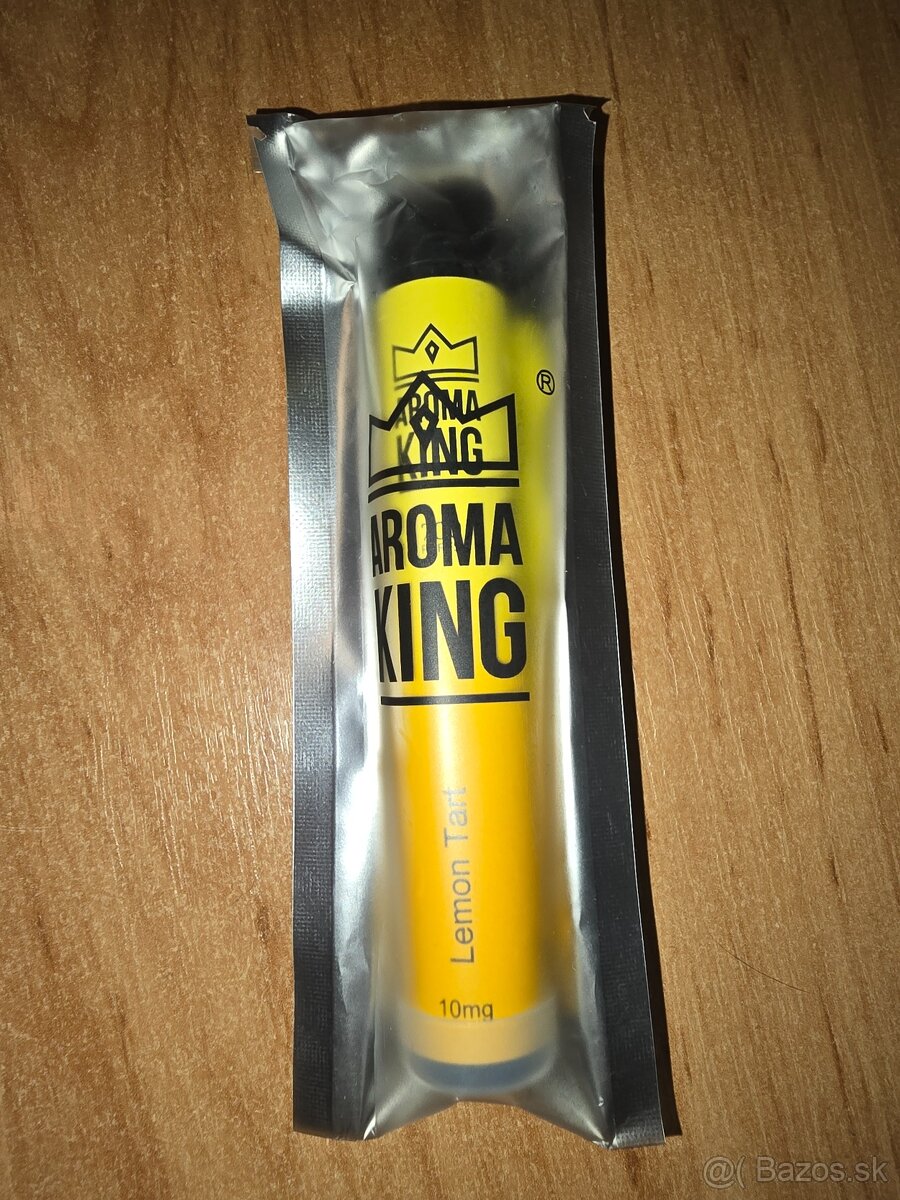 AROMA
KING
®
AROMA
KING
Lemon Tart
10mg
@( Bazos.sk